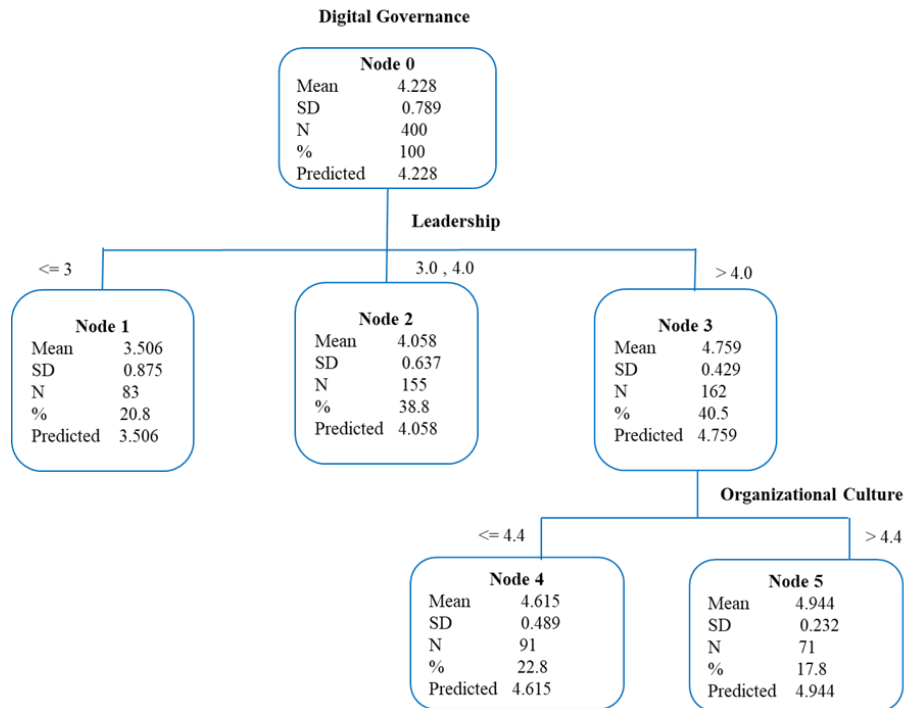 Digital Governance
Node 0
Mean 4.228
SD 0.789
N 400
% 100
Predicted 4.228
Leadership
<= 3
3.0 , 4.0
> 4.0
Node 1
Mean 3.506
SD 0.875
N 83
% 20.8
Predicted 3.506
Node 2
Mean 4.058
SD 0.637
N 155
% 38.8
Predicted 4.058
Node 3
Mean 4.759
SD 0.429
N 162
% 40.5
Predicted 4.759
Organizational Culture
<= 4.4
> 4.4
Node 4
Mean 4.615
SD 0.489
N 91
% 22.8
Predicted 4.615
Node 5
Mean 4.944
SD 0.232
N 71
% 17.8
Predicted 4.944